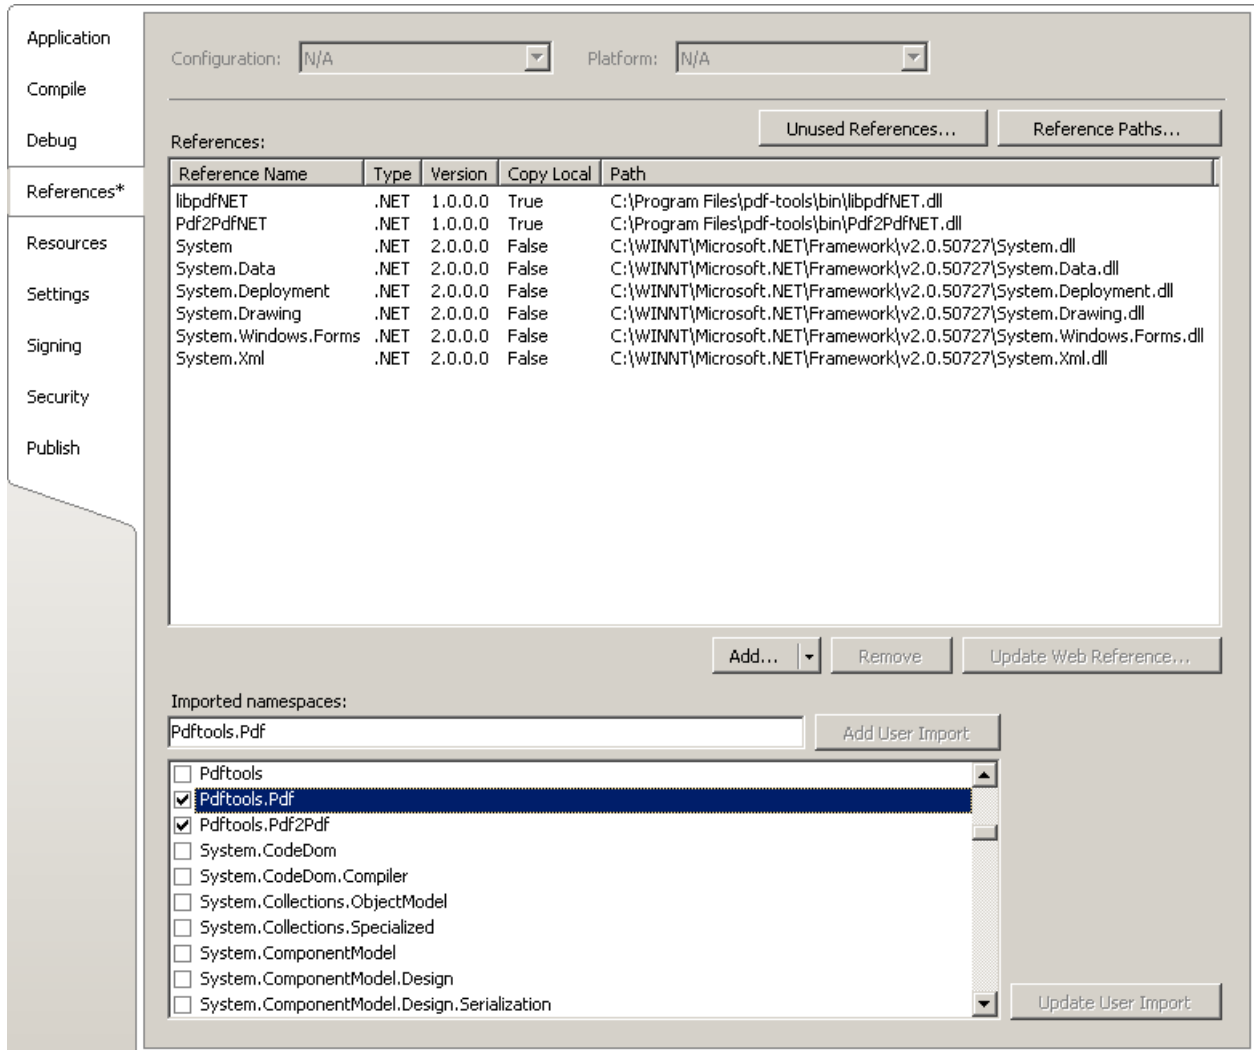 Application
Compile
Debug
References*
Resources
Settings
Signing
Security
Publish
Configuration: N/A Platform: N/A
Unused References... Reference Paths...
References:
Reference Name Type Version Copy Local Path
libpdfNET .NET 1.0.0.0 True C:\Program Files\pdf-tools\bin\libpdfNET.dll
Pdf2PdfNET .NET 1.0.0.0 True C:\Program Files\pdf-tools\bin\Pdf2PdfNET.dll
System .NET 2.0.0.0 False C:\WINNT\Microsoft.NET\Framework\v2.0.50727\System.dll
System.Data .NET 2.0.0.0 False C:\WINNT\Microsoft.NET\Framework\v2.0.50727\System.Data.dll
System.Deployment .NET 2.0.0.0 False C:\WINNT\Microsoft.NET\Framework\v2.0.50727\System.Deployment.dll
System.Drawing .NET 2.0.0.0 False C:\WINNT\Microsoft.NET\Framework\v2.0.50727\System.Drawing.dll
System.Windows.Forms .NET 2.0.0.0 False C:\WINNT\Microsoft.NET\Framework\v2.0.50727\System.Windows.Forms.dll
System.Xml .NET 2.0.0.0 False C:\WINNT\Microsoft.NET\Framework\v2.0.50727\System.Xml.dll
Add... Remove Update Web Reference...
Imported namespaces:
Pdftools.Pdf Add User Import
Pdftools
Pdftools.Pdf
Pdftools.Pdf2Pdf
System.CodeDom
System.CodeDom.Compiler
System.Collections.ObjectModel
System.Collections.Specialized
System.ComponentModel
System.ComponentModel.Design
System.ComponentModel.Design.Serialization
Update User Import